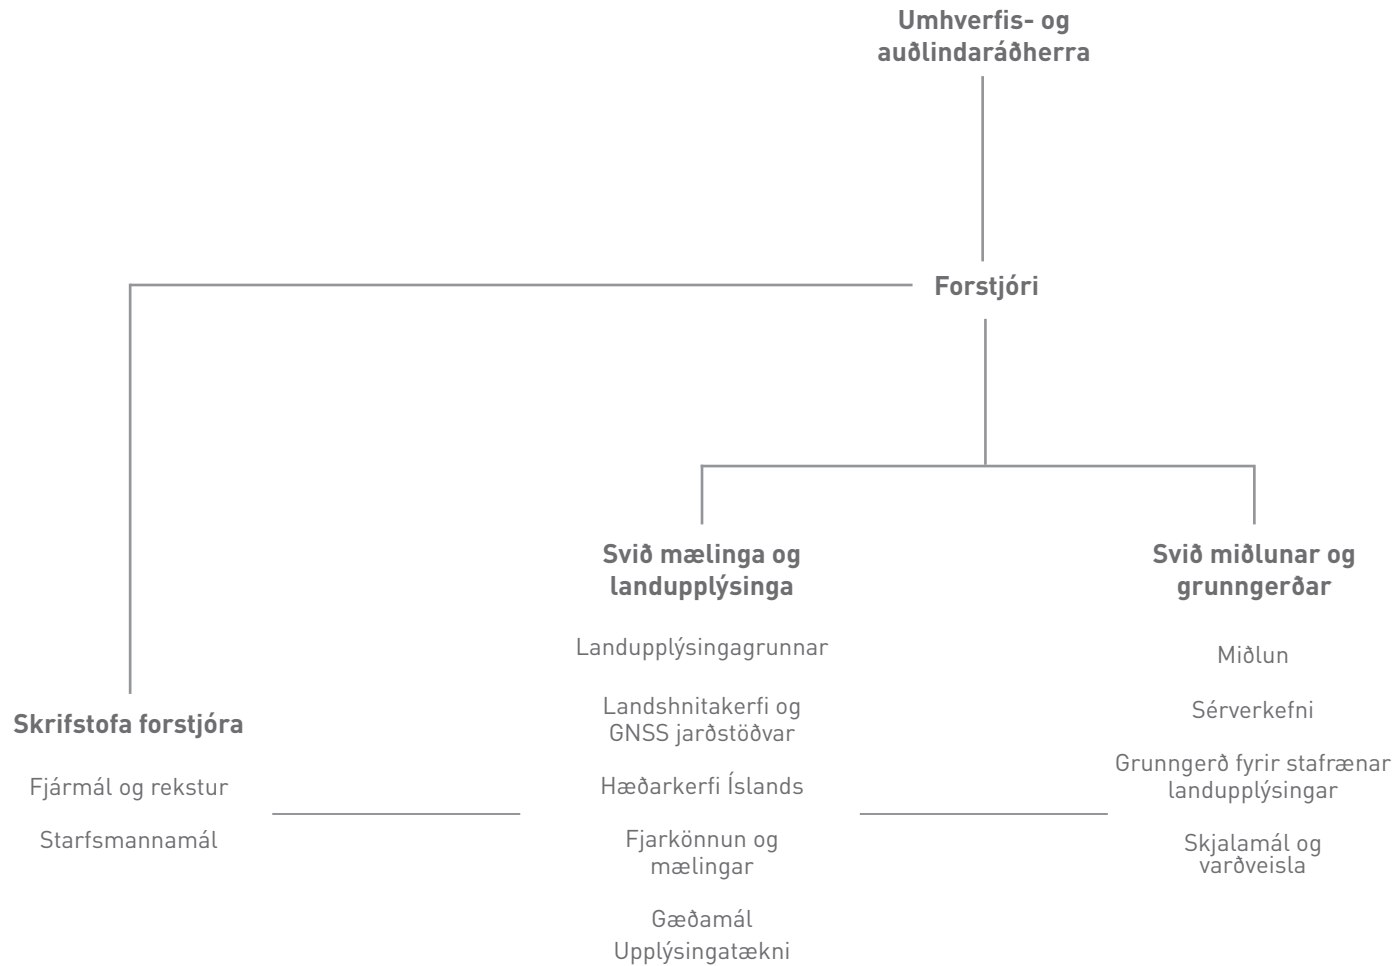 Umhverfis- og
auðlindaráðherra
Forstjóri
Skrifstofa forstjóra
Fjármál og rekstur
Starfsmannamál
Svið mælinga og
landupplýsinga
Landupplýsingagrunnar
Landshnitakerfi og
GNSS jarðstöðvar
Hæðarkerfi Íslands
Fjarkönnun og
mælingar
Gæðamál
Upplýsingatækni
Svið miðlunar og
grunngerðar
Miðlun
Sérverkefni
Grunngerð fyrir stafrænar
landupplýsingar
Skjalamál og
varðveisla